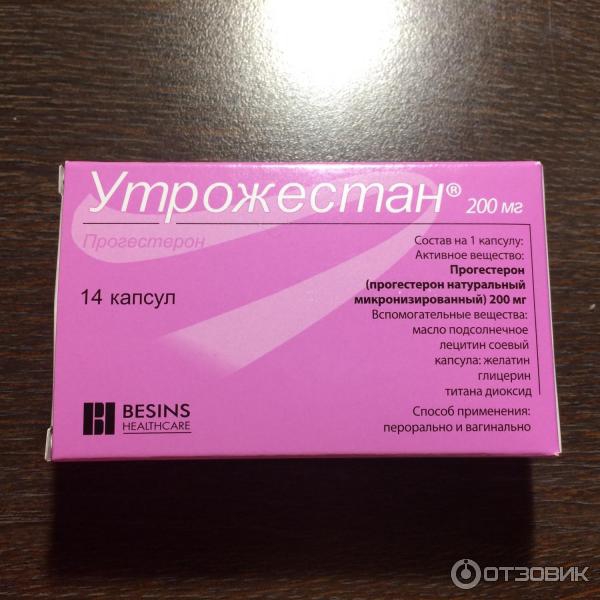 Утрожестан® 200 мг
Прогестерон
14 капсул
Состав на 1 капсулу:
Активное вещество:
Прогестерон
(прогестерон натуральный
микронизированный) 200 мг
Вспомогательные вещества:
масло подсолнечное
лецитин соевый
капсула: желатин
глицерин
титана диоксид
Способ применения:
перорально и вагинально
BESINS
HEALTHCARE
ОТЗОВИК